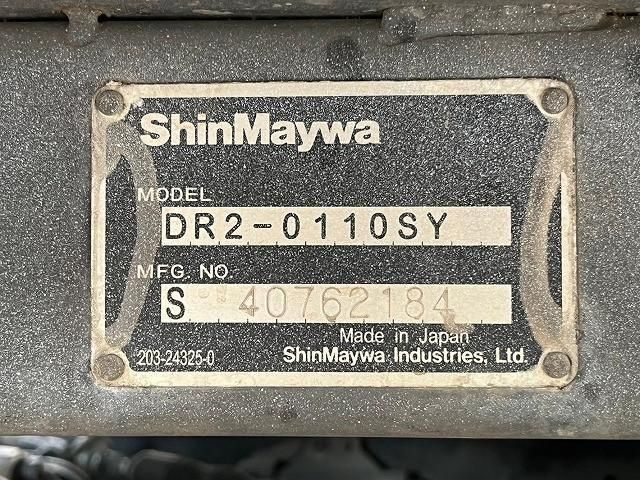 ShinMaywa
MODEL
DR2-0110SY
MFG. NO.
S 40762184
Made in Japan
203-24325-0 ShinMaywa Industries, Ltd.